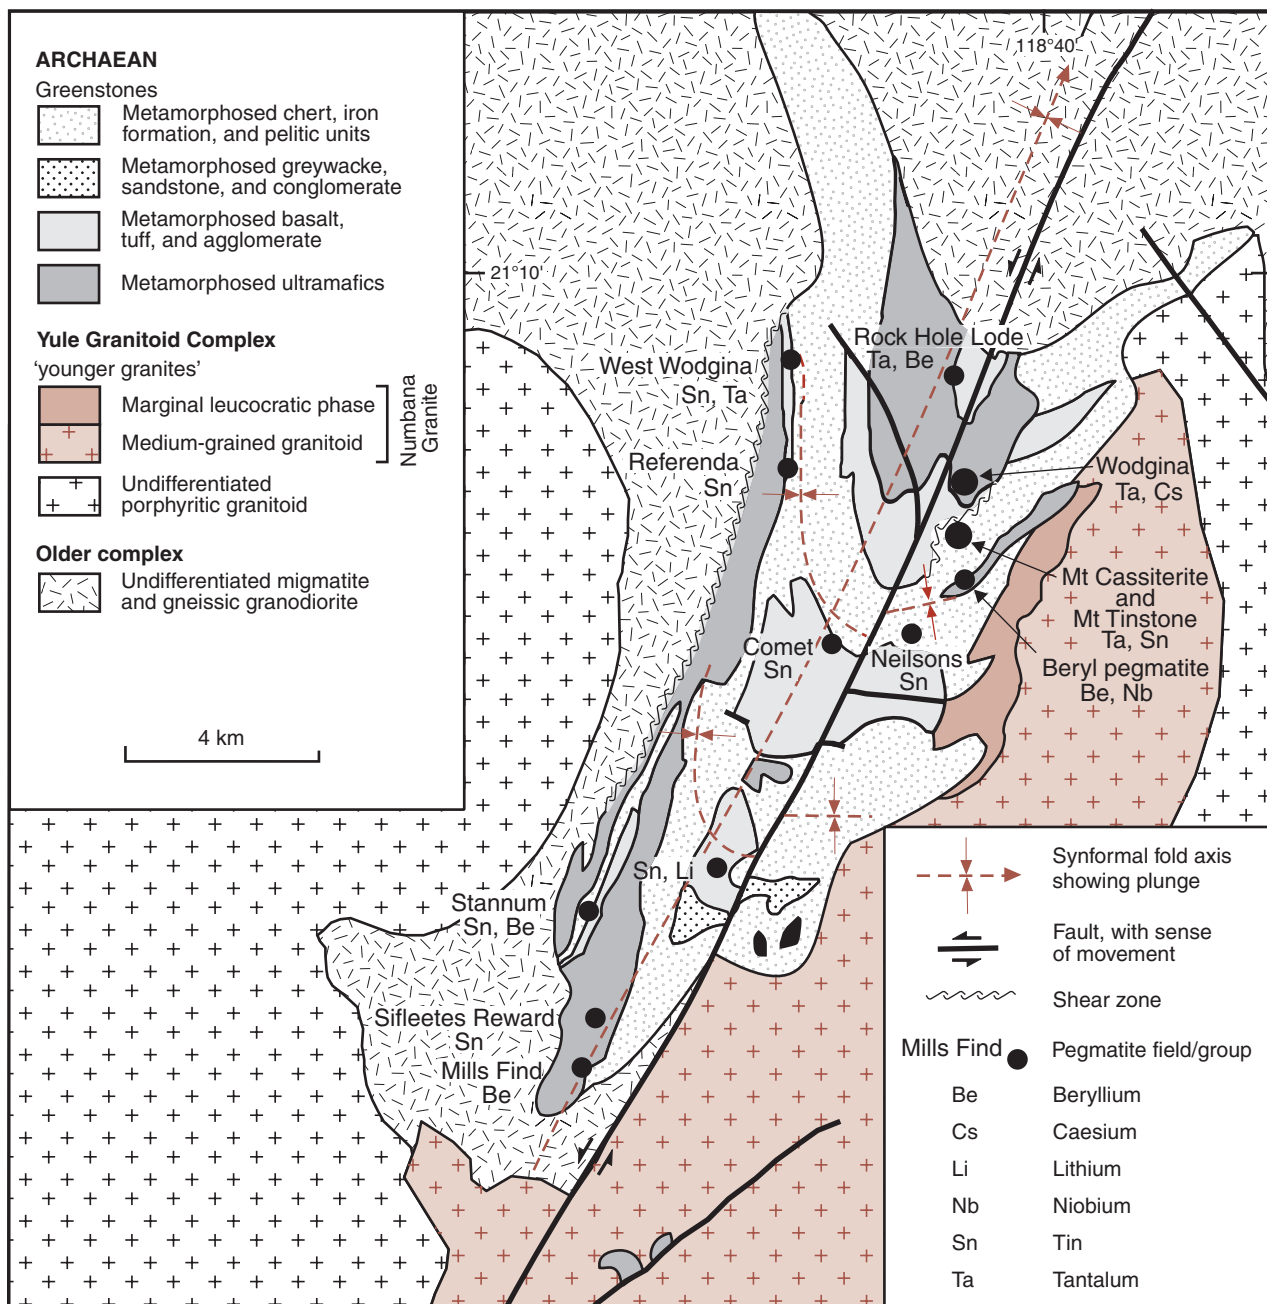 ARCHAEAN
Greenstones
Metamorphosed chert, iron
formation, and pelitic units
Metamorphosed greywacke,
sandstone, and conglomerate
Metamorphosed basalt,
tuff, and agglomerate
Metamorphosed ultramafics
Yule Granitoid Complex
'younger granites'
Marginal leucocratic phase
Medium-grained granitoid
Numbana
Granite
Undifferentiated
porphyritic granitoid
Older complex
Undifferentiated migmatite
and gneissic granodiorite
4 km
118°40'
21°10'
Rock Hole Lode
Ta, Be
West Wodgina
Sn, Ta
Referenda
Sn
Wodgina
Ta, Cs
Mt Cassiterite
and
Mt Tinstone
Ta, Sn
Beryl pegmatite
Be, Nb
Comet
Sn
Neilsons
Sn
Sn, Li
Stannum
Sn, Be
Sifleetes Reward
Sn
Mills Find
Be
Synformal fold axis
showing plunge
Fault, with sense
of movement
Shear zone
Mills Find
Pegmatite field/group
Be Beryllium
Cs Caesium
Li Lithium
Nb Niobium
Sn Tin
Ta Tantalum